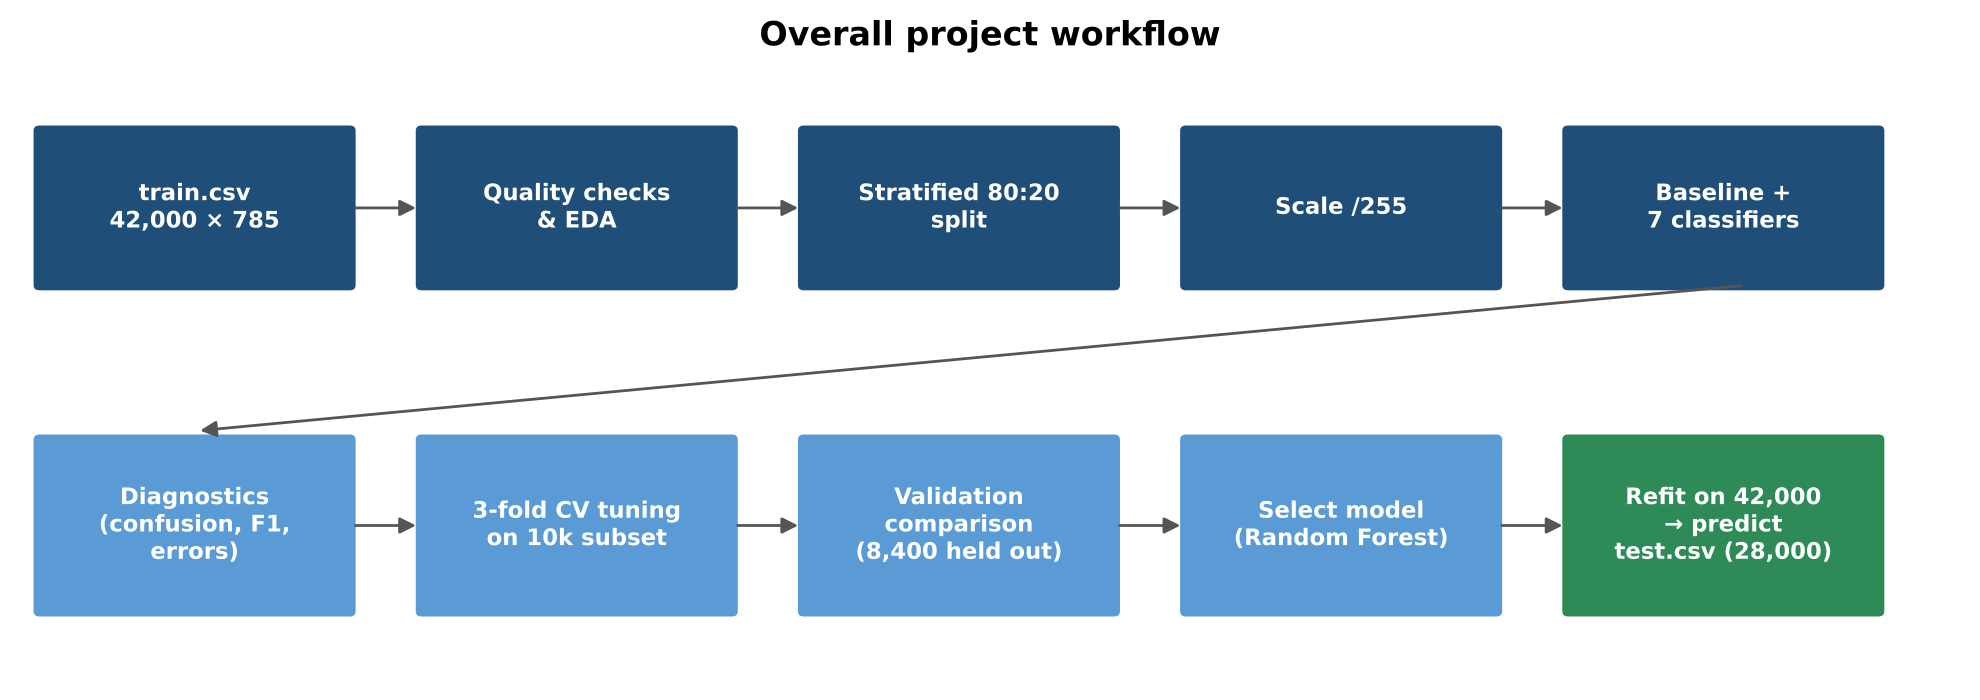 Overall project workflow
train.csv
42,000 × 785
Quality checks
& EDA
Stratified 80:20
split
Scale /255
Baseline +
7 classifiers
Diagnostics
(confusion, F1,
errors)
3-fold CV tuning
on 10k subset
Validation
comparison
(8,400 held out)
Select model
(Random Forest)
Refit on 42,000
→ predict
test.csv (28,000)